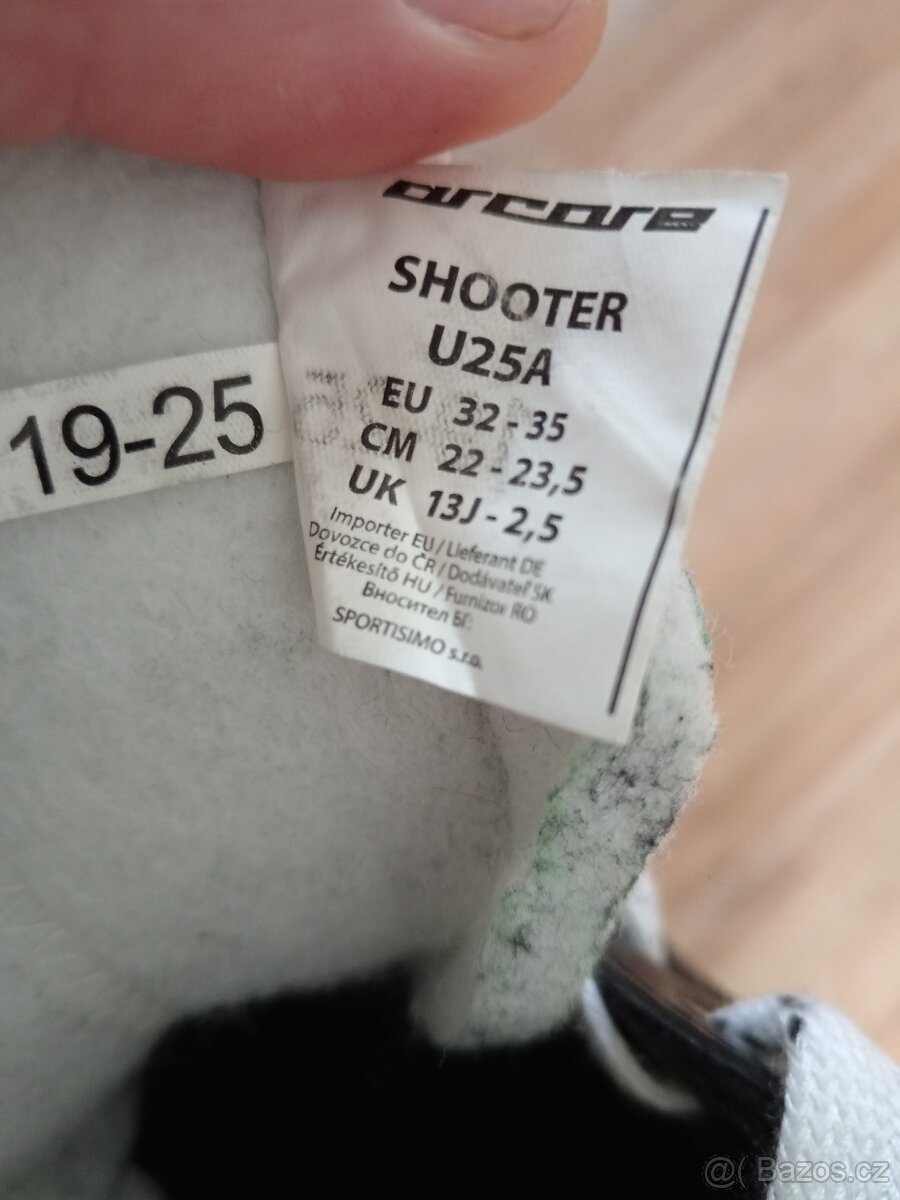 arcore
SHOOTER
U25A
EU 32 - 35
CM 22 - 23,5
UK 13J - 2,5
Importer EU / Lieferant DE
Dovozce do ČR / Dodávateľ SK
Értékesítő HU / Furnizor RO
Вносител БГ:
SPORTISIMO s.r.o.
19-25
@( Bazos.cz